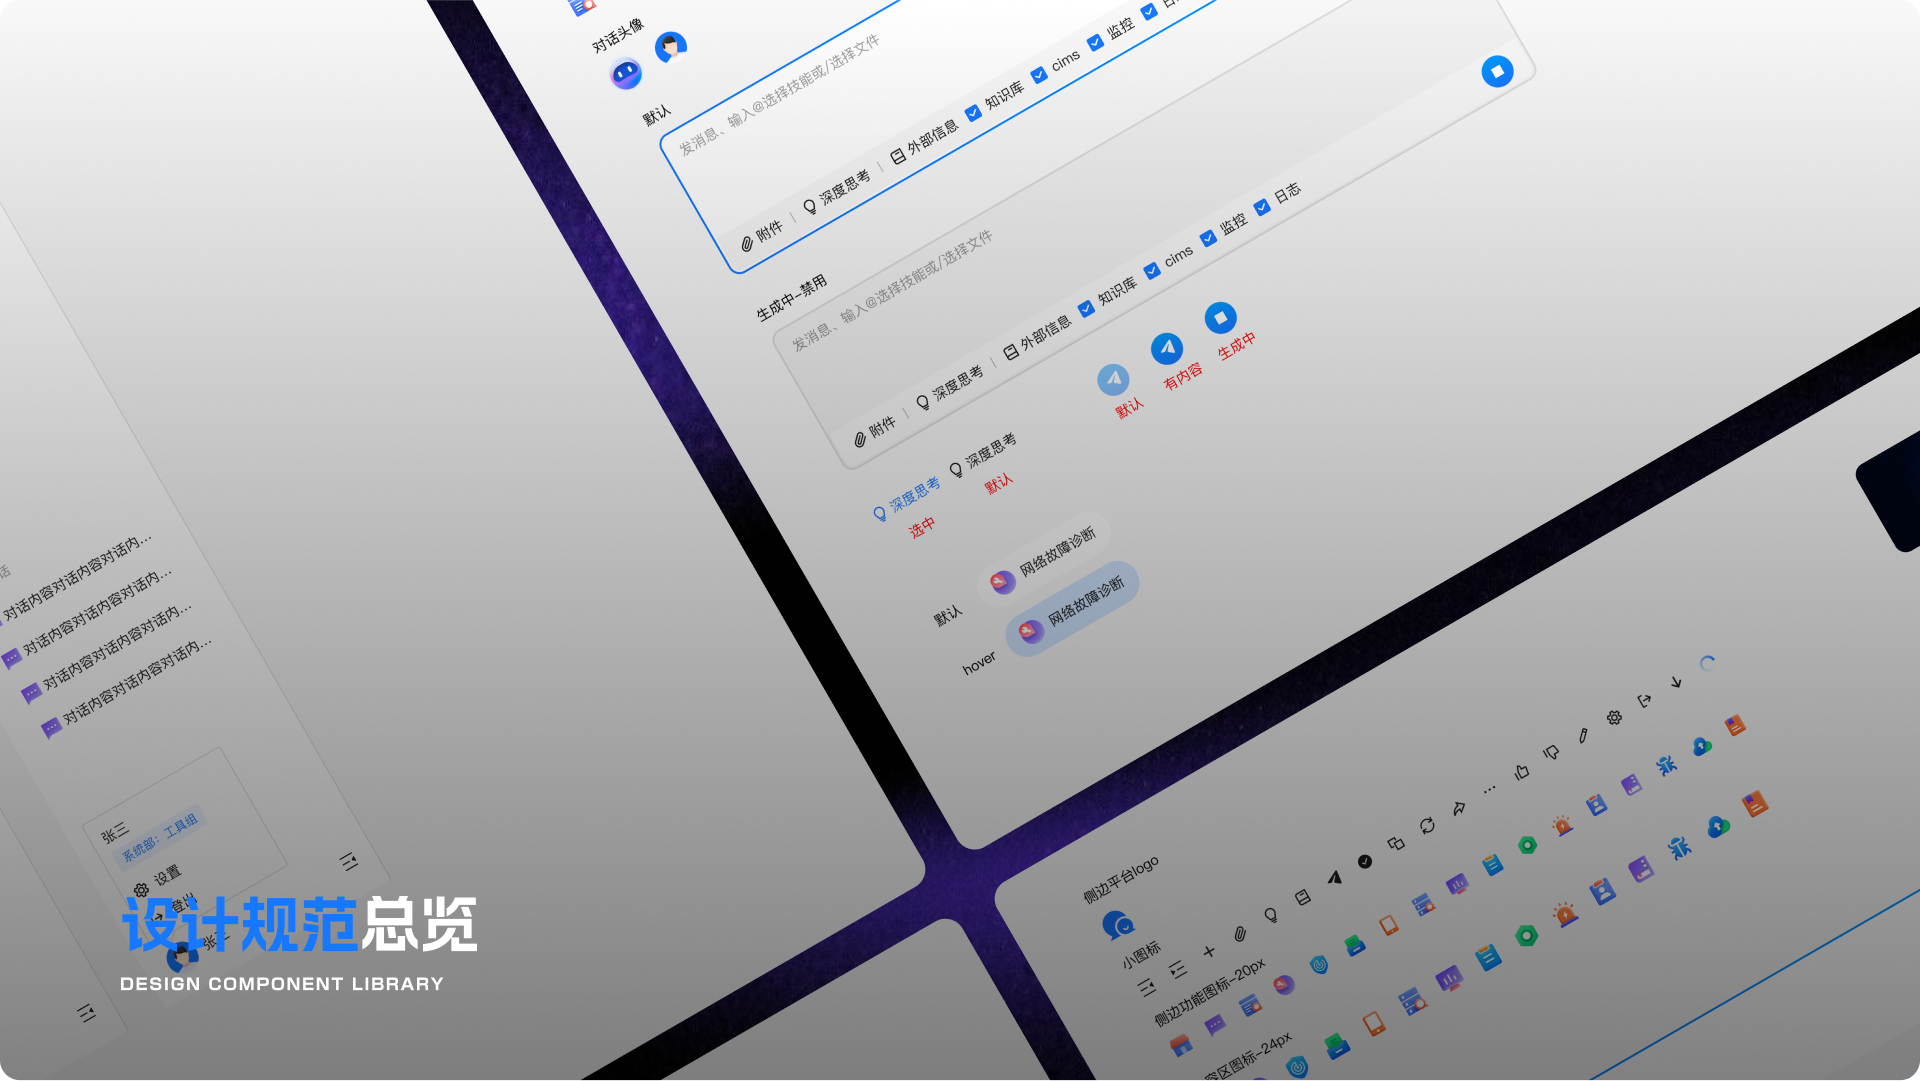 对话头像
默认
发消息、输入@选择技能或/选择文件
附件
深度思考
外部信息
知识库
cims
监控
生成中-禁用
发消息、输入@选择技能或/选择文件
附件
深度思考
外部信息
知识库
cims
监控
日志
默认
有内容
生成中
深度思考
深度思考
选中
默认
默认
网络故障诊断
hover
网络故障诊断
对话内容对话内容对话内...
对话内容对话内容对话内...
对话内容对话内容对话内...
对话内容对话内容对话内...
张三
系统部：工具组
设置
登出
张三
设计规范总览
DESIGN COMPONENT LIBRARY
侧边平台logo
小图标
侧边功能图标-20px
容区图标-24px